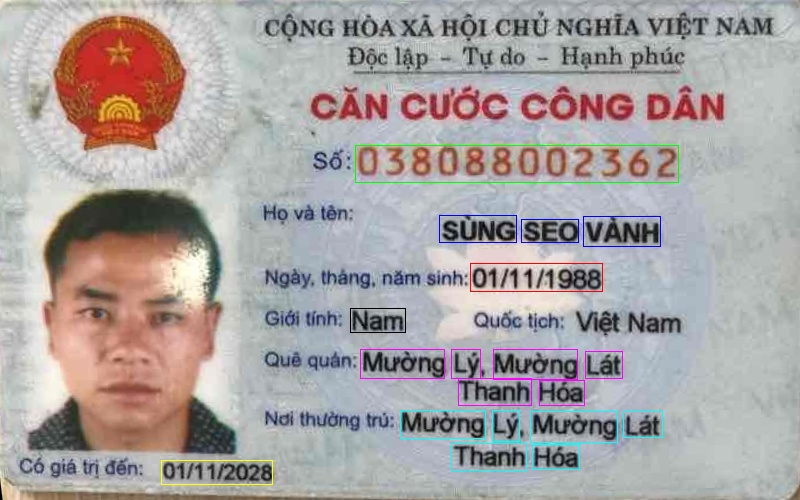 CỘNG HÒA XÃ HỘI CHỦ NGHĨA VIỆT NAM
Độc lập - Tự do - Hạnh phúc
CĂN CƯỚC CÔNG DÂN
Số: 038088002362
Họ và tên:
SÙNG SEO VÀNH
Ngày, tháng, năm sinh: 01/11/1988
Giới tính: Nam Quốc tịch: Việt Nam
Quê quán: Mường Lý, Mường Lát
Thanh Hóa
Nơi thường trú: Mường Lý, Mường Lát
Thanh Hóa
Có giá trị đến: 01/11/2028